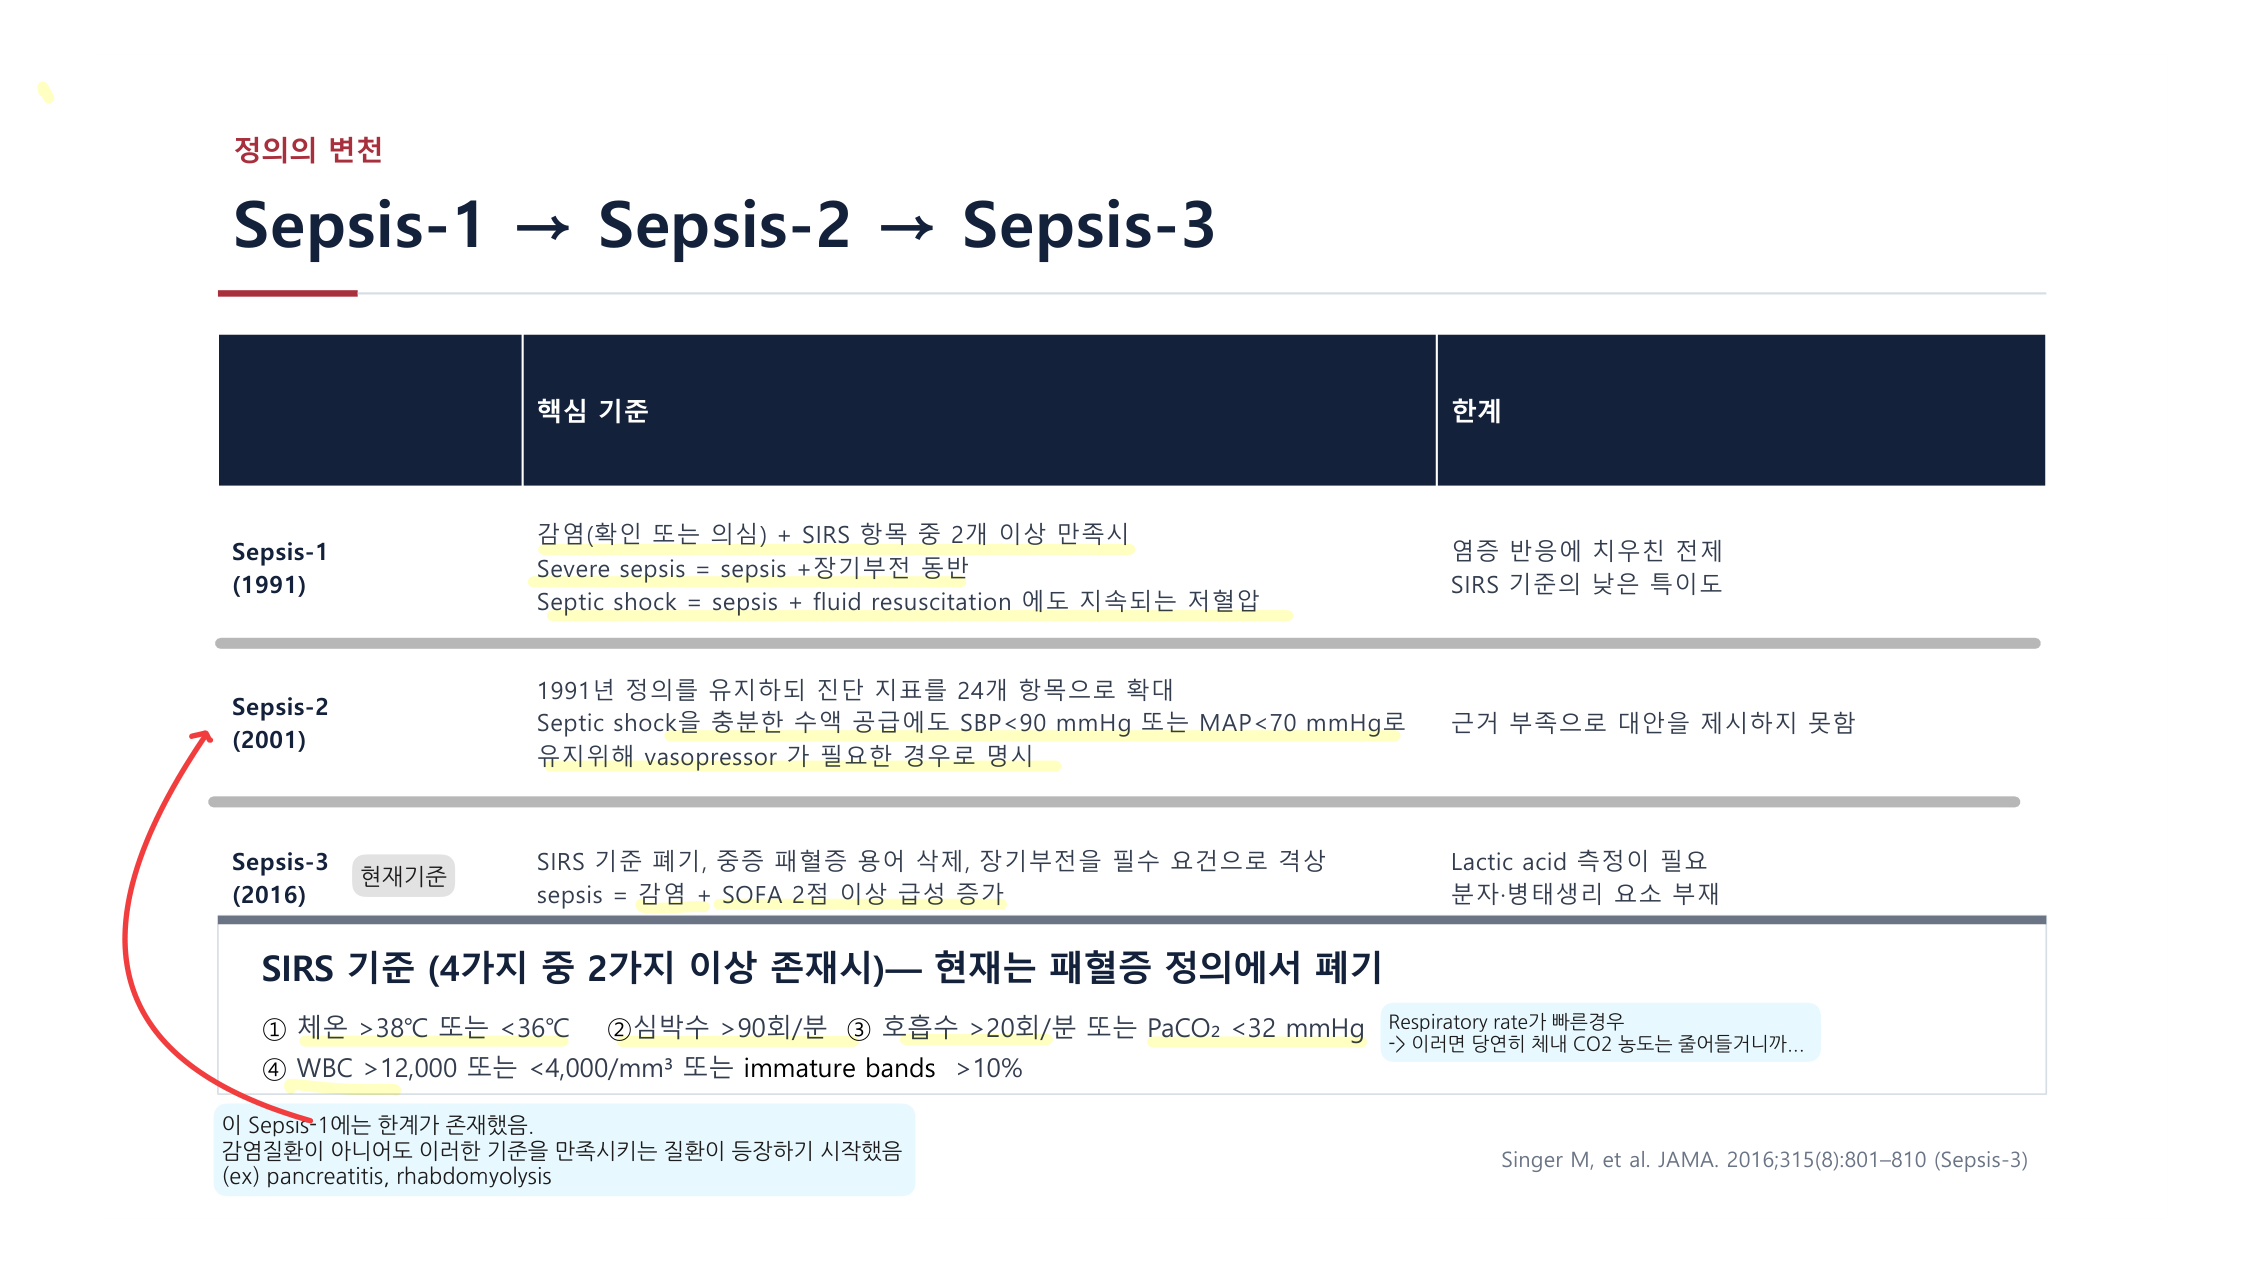 정의의 변천
Sepsis-1 → Sepsis-2 → Sepsis-3
핵심 기준
한계
Sepsis-1
(1991)
감염(확인 또는 의심) + SIRS 항목 중 2개 이상 만족시
Severe sepsis = sepsis +장기부전 동반
Septic shock = sepsis + fluid resuscitation 에도 지속되는 저혈압
염증 반응에 치우친 전제
SIRS 기준의 낮은 특이도
Sepsis-2
(2001)
1991년 정의를 유지하되 진단 지표를 24개 항목으로 확대
Septic shock을 충분한 수액 공급에도 SBP<90 mmHg 또는 MAP<70 mmHg로
유지위해 vasopressor 가 필요한 경우로 명시
근거 부족으로 대안을 제시하지 못함
Sepsis-3
(2016)
현재기준
SIRS 기준 폐기, 중증 패혈증 용어 삭제, 장기부전을 필수 요건으로 격상
sepsis = 감염 + SOFA 2점 이상 급성 증가
Lactic acid 측정이 필요
분자·병태생리 요소 부재
SIRS 기준 (4가지 중 2가지 이상 존재시)— 현재는 패혈증 정의에서 폐기
① 체온 >38℃ 또는 <36℃ ②심박수 >90회/분 ③ 호흡수 >20회/분 또는 PaCO₂ <32 mmHg
④ WBC >12,000 또는 <4,000/mm³ 또는 immature bands >10%
Respiratory rate가 빠른경우
-> 이러면 당연히 체내 CO2 농도는 줄어들거니까...
이 Sepsis-1에는 한계가 존재했음.
감염질환이 아니어도 이러한 기준을 만족시키는 질환이 등장하기 시작했음
(ex) pancreatitis, rhabdomyolysis
Singer M, et al. JAMA. 2016;315(8):801–810 (Sepsis-3)